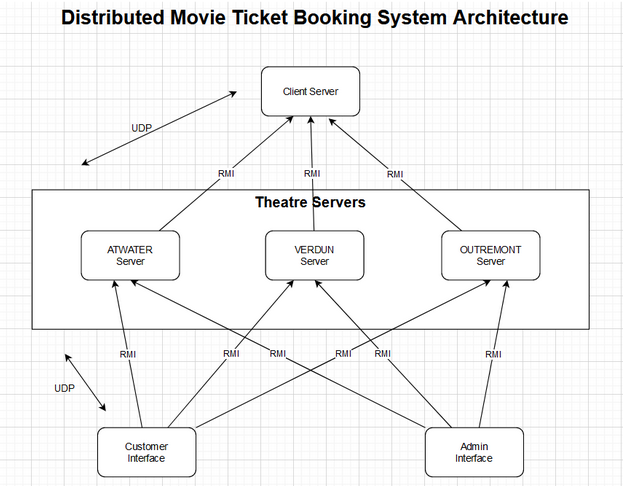 Distributed Movie Ticket Booking System Architecture
Client Server
UDP
RMI
RMI
RMI
Theatre Servers
ATWATER
Server
VERDUN
Server
OUTREMONT
Server
RMI
RMI
RMI
RMI
RMI
RMI
UDP
Customer
Interface
Admin
Interface